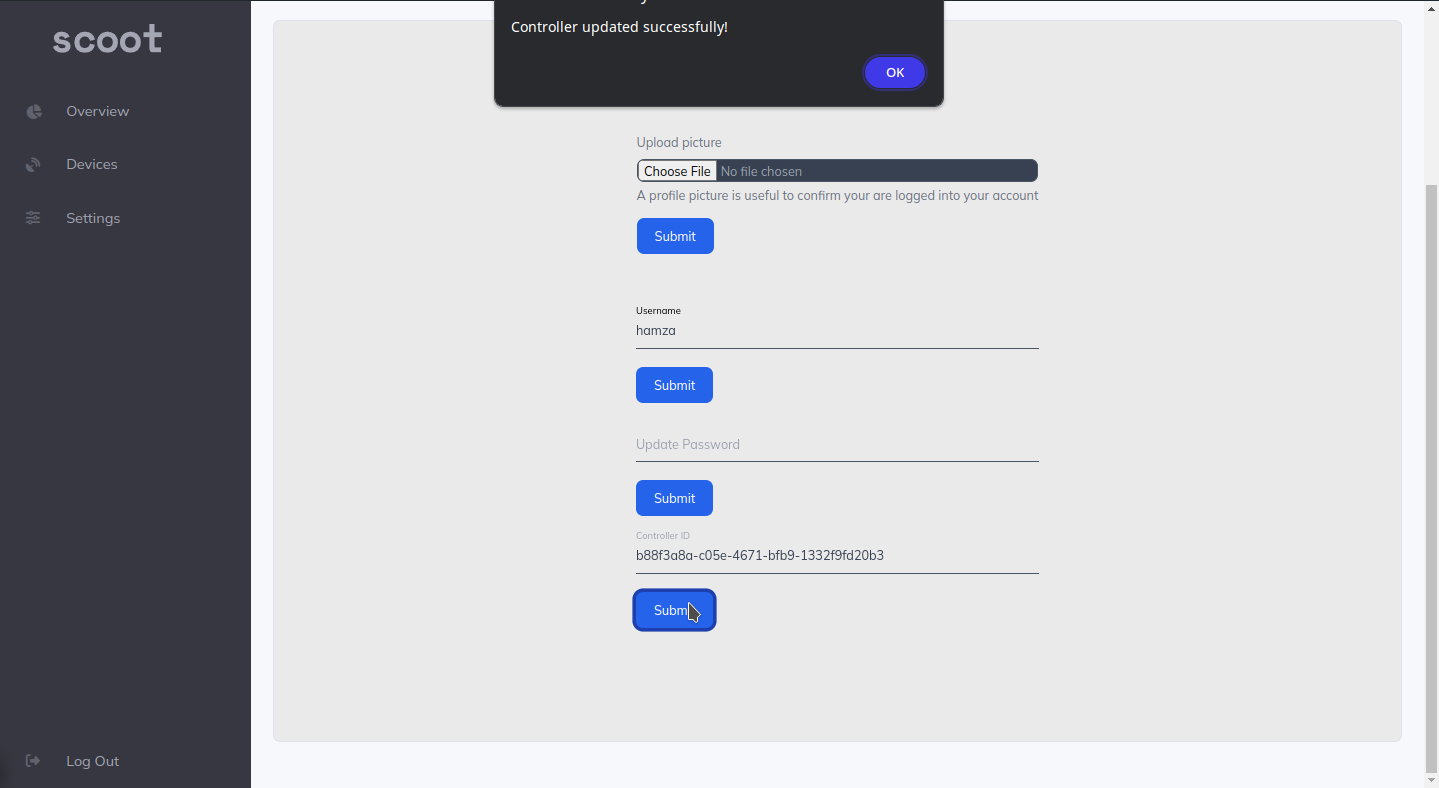 scoot
Overview
Devices
Settings
Log Out
Controller updated successfully!
OK
Upload picture
Choose File No file chosen
A profile picture is useful to confirm your are logged into your account
Submit
Username
hamza
Submit
Update Password
Submit
Controller ID
b88f3a8a-c05e-4671-bfb9-1332f9fd20b3